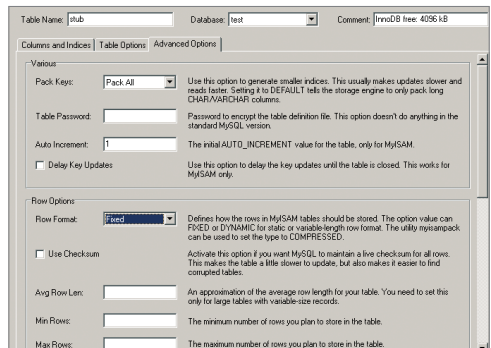 Table Name: stub Database: test Comment: InnoDB free: 4096 kB
Columns and Indices Table Options Advanced Options
Various
Pack Keys: Pack All Use this option to generate smaller indices. This usually makes updates slower and
reads faster. Setting it to DEFAULT tells the storage engine to only pack long
CHAR/VARCHAR columns.
Table Password: Password to encrypt the table definition file. This option doesn't do anything in the
standard MySQL version.
Auto Increment: 1 The initial AUTO_INCREMENT value for the table, only for MyISAM.
Delay Key Updates Use this option to delay the key updates until the table is closed. This works for
MyISAM only.
Row Options
Row Format: Fixed Defines how the rows in MyISAM tables should be stored. The option value can
FIXED or DYNAMIC for static or variable-length row format. The utility myisampack
can be used to set the type to COMPRESSED.
Use Checksum Activate this option if you want MySQL to maintain a live checksum for all rows.
This makes the table a little slower to update, but also makes it easier to find
corrupted tables.
Avg Row Len: An approximation of the average row length for your table. You need to set this
only for large tables with variable-size records.
Min Rows: The minimum number of rows you plan to store in the table.
Max Rows: The maximum number of rows you plan to store in the table.